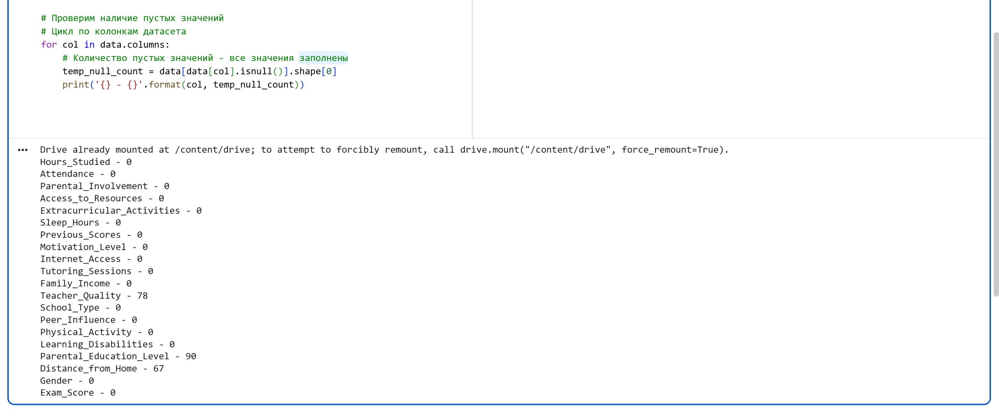 # Проверим наличие пустых значений
# Цикл по колонкам датасета
for col in data.columns:
    # Количество пустых значений - все значения заполнены
    temp_null_count = data[data[col].isnull()].shape[0]
    print('{} - {}'.format(col, temp_null_count))
Drive already mounted at /content/drive; to attempt to forcibly remount, call drive.mount("/content/drive", force_remount=True).
Hours_Studied - 0
Attendance - 0
Parental_Involvement - 0
Access_to_Resources - 0
Extracurricular_Activities - 0
Sleep_Hours - 0
Previous_Scores - 0
Motivation_Level - 0
Internet_Access - 0
Tutoring_Sessions - 0
Family_Income - 0
Teacher_Quality - 78
School_Type - 0
Peer_Influence - 0
Physical_Activity - 0
Learning_Disabilities - 0
Parental_Education_Level - 90
Distance_from_Home - 67
Gender - 0
Exam_Score - 0